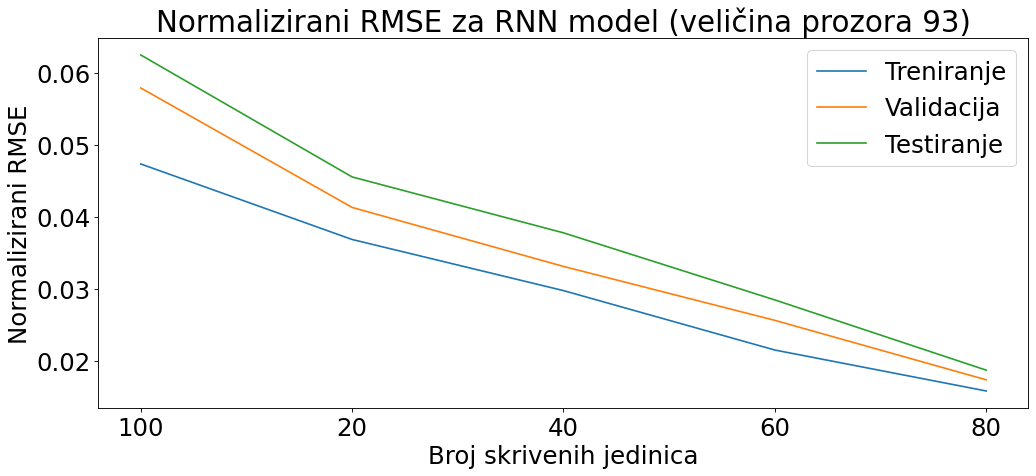 Normalizirani RMSE za RNN model (veličina prozora 93)
Treniranje
Validacija
Testiranje
Normalizirani RMSE
0.06
0.05
0.04
0.03
0.02
100 20 40 60 80
Broj skrivenih jedinica